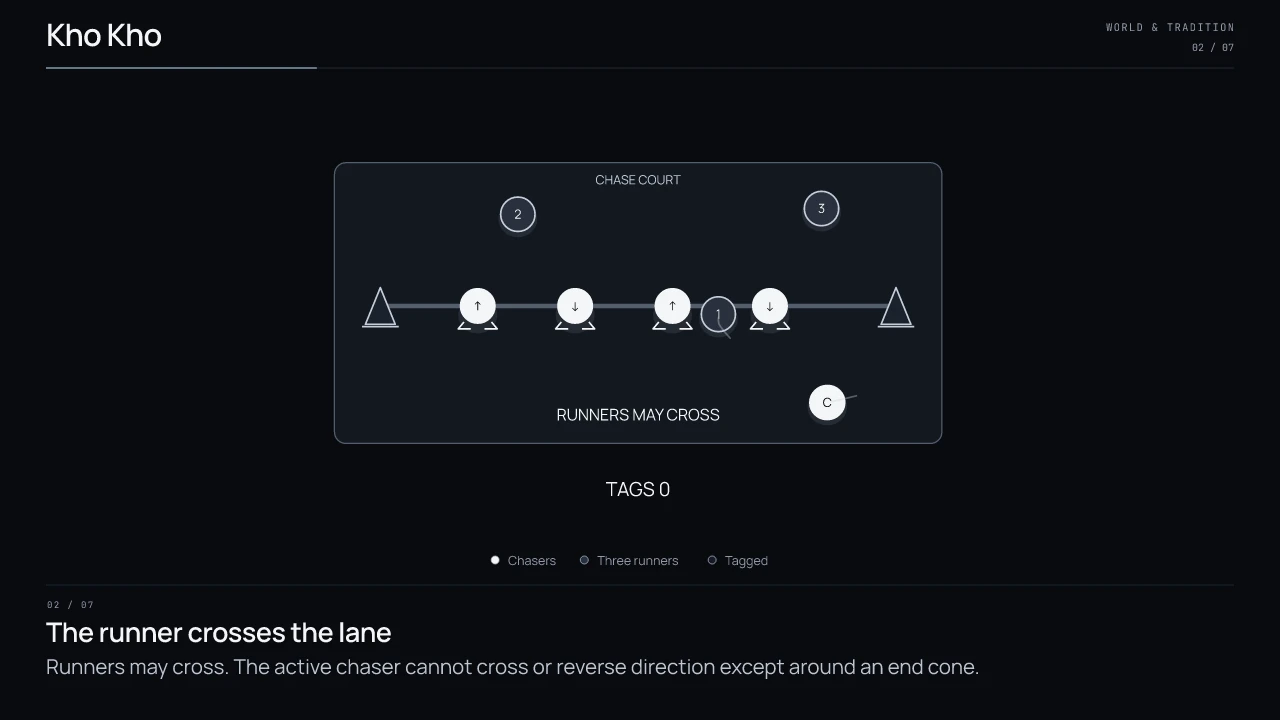 Kho Kho
WORLD & TRADITION
02 / 07
CHASE COURT
2
3
↑ ↓ ↑ 1 ↓
C
RUNNERS MAY CROSS
TAGS 0
Chasers Three runners Tagged
02 / 07
The runner crosses the lane
Runners may cross. The active chaser cannot cross or reverse direction except around an end cone.